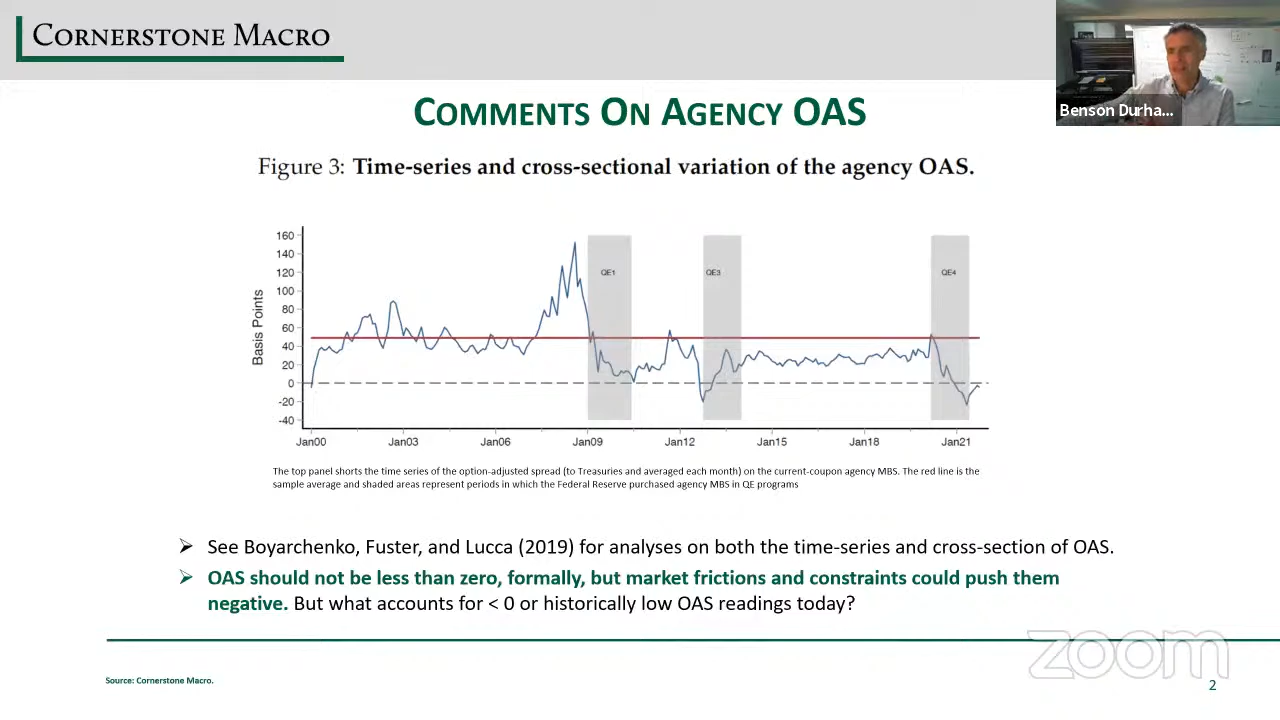 CORNERSTONE MACRO
Benson Durha...
COMMENTS ON AGENCY OAS
Figure 3: Time-series and cross-sectional variation of the agency OAS.
Basis Points
160
140
120
100
80
60
40
20
0
-20
-40
QE1
QE3
QE4
Jan00
Jan03
Jan06
Jan09
Jan12
Jan15
Jan18
Jan21
The top panel shorts the time series of the option-adjusted spread (to Treasuries and averaged each month) on the current-coupon agency MBS. The red line is the
sample average and shaded areas represent periods in which the Federal Reserve purchased agency MBS in QE programs
➢ See Boyarchenko, Fuster, and Lucca (2019) for analyses on both the time-series and cross-section of OAS.
➢ OAS should not be less than zero, formally, but market frictions and constraints could push them
negative. But what accounts for < 0 or historically low OAS readings today?
zoom
Source: Cornerstone Macro.
2